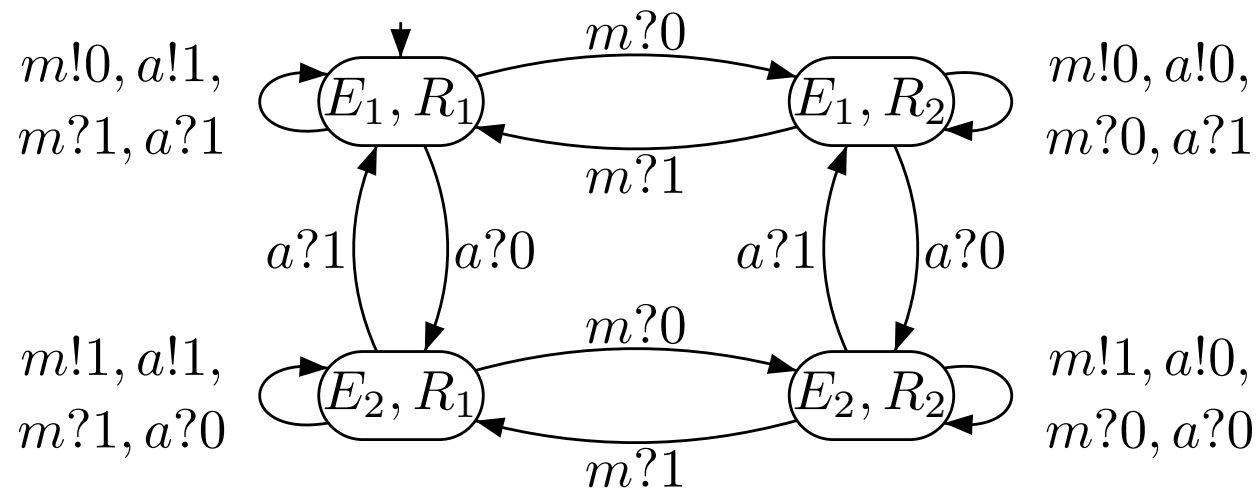 m?0
m!0, a!1,
m?1, a?1
E₁, R₁
E₁, R₂
m!0, a!0,
m?0, a?1
m?1
a?1
a?0
a?1
a?0
m?0
m!1, a!1,
m?1, a?0
E₂, R₁
E₂, R₂
m!1, a!0,
m?0, a?0
m?1